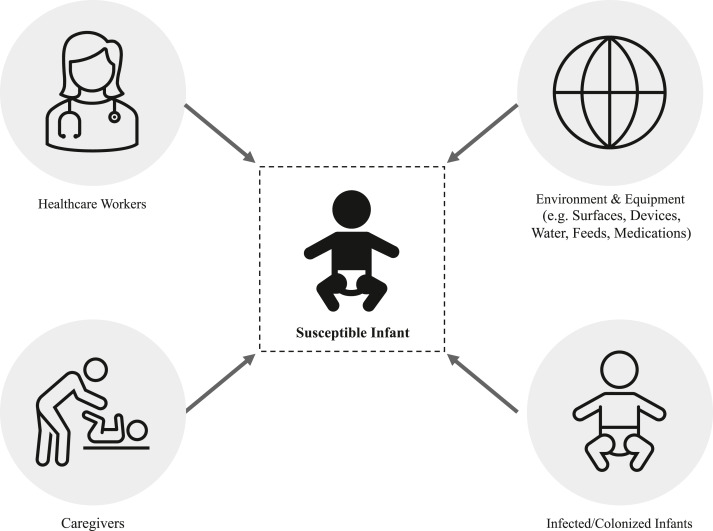 Healthcare Workers
Environment & Equipment
(e.g. Surfaces, Devices,
Water, Feeds, Medications)
Susceptible Infant
Caregivers
Infected/Colonized Infants